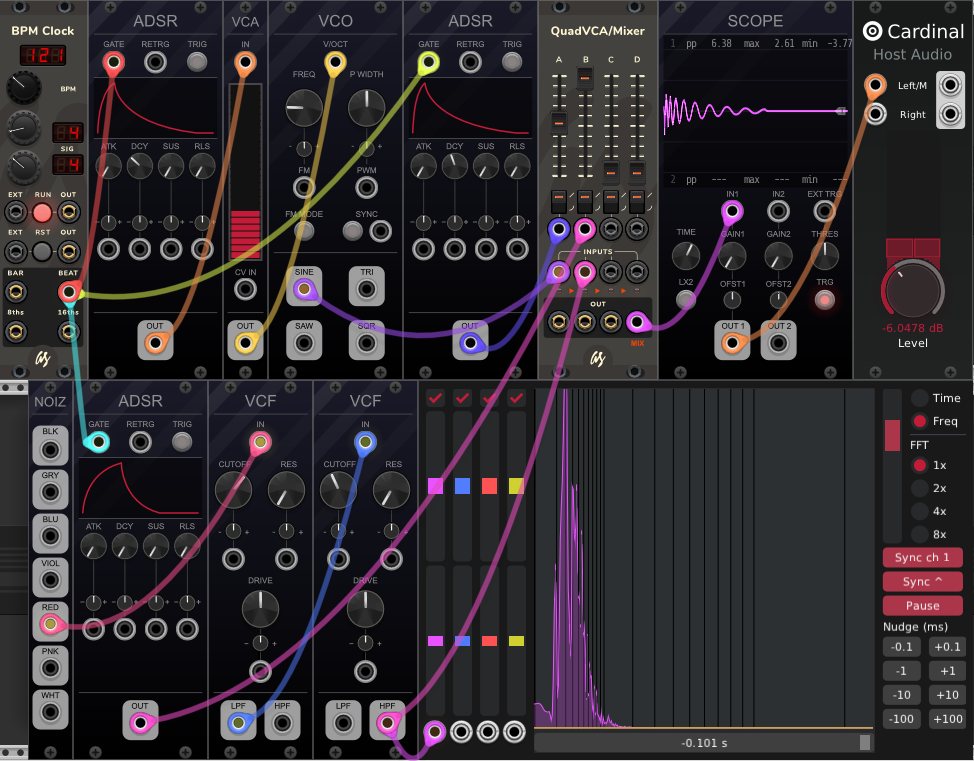 BPM Clock
121
BPM
4
SIG
4
EXT RUN OUT
EXT RST OUT
BAR BEAT
8ths 16ths
ADSR
GATE RETRG TRIG
ATK DCY SUS RLS
OUT
VCA
IN
CV IN
OUT
VCO
V/OCT
FREQ P WIDTH
FM PWM
FM MODE SYNC
SINE TRI
SAW SQR
ADSR
GATE RETRG TRIG
ATK DCY SUS RLS
OUT
QuadVCA/Mixer
A B C D
INPUTS
OUT
MIX
SCOPE
1 pp 6.38 max 2.61 min -3.77
2 pp --- max --- min ---
IN1 IN2 EXT TRG
TIME GAIN1 GAIN2 THRES
LX2 OFST1 OFST2 TRG
OUT 1 OUT 2
Cardinal
Host Audio
Left/M
Right
-6.0478 dB
Level
NOIZ
BLK
GRY
BLU
VIOL
RED
PNK
WHT
ADSR
GATE RETRG TRIG
ATK DCY SUS RLS
OUT
VCF
IN
CUTOFF RES
DRIVE
LPF HPF
VCF
IN
CUTOFF RES
DRIVE
LPF HPF
-0.101 s
Time
Freq
FFT
1x
2x
4x
8x
Sync ch 1
Sync ^
Pause
Nudge (ms)
-0.1 +0.1
-1 +1
-10 +10
-100 +100